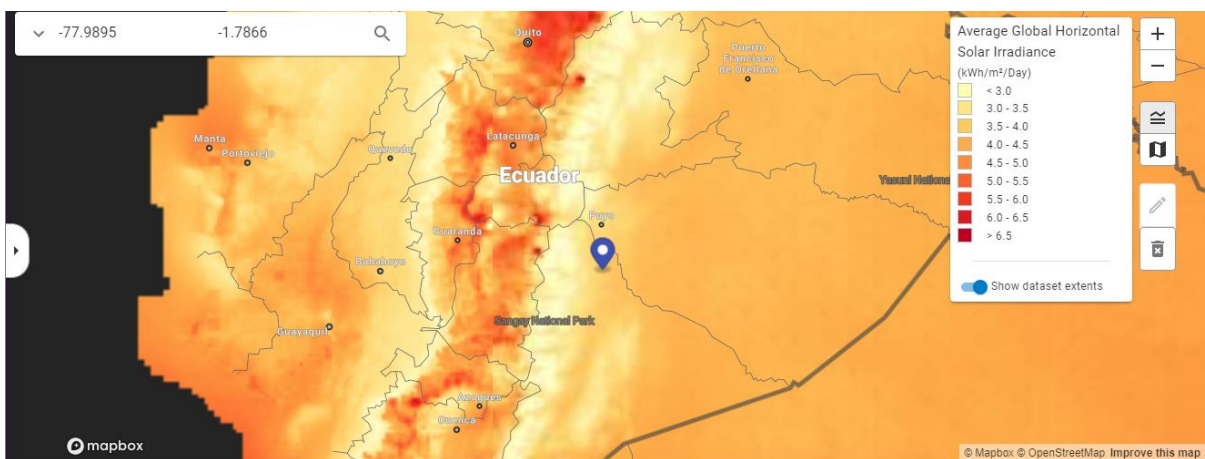 -77.9895 -1.7866
Average Global Horizontal
Solar Irradiance
(kWh/m²/Day)
< 3.0
3.0 - 3.5
3.5 - 4.0
4.0 - 4.5
4.5 - 5.0
5.0 - 5.5
5.5 - 6.0
6.0 - 6.5
> 6.5
Show dataset extents
Quito
Puerto
Francisco
de Orellana
Manta
Portoviejo
Quevedo
Latacunga
Ecuador
Yasuni National
Puyo
Guaranda
Babahoyo
Sangay National Park
Guayaquil
Azogues
Cuenca
mapbox
© Mapbox © OpenStreetMap Improve this map